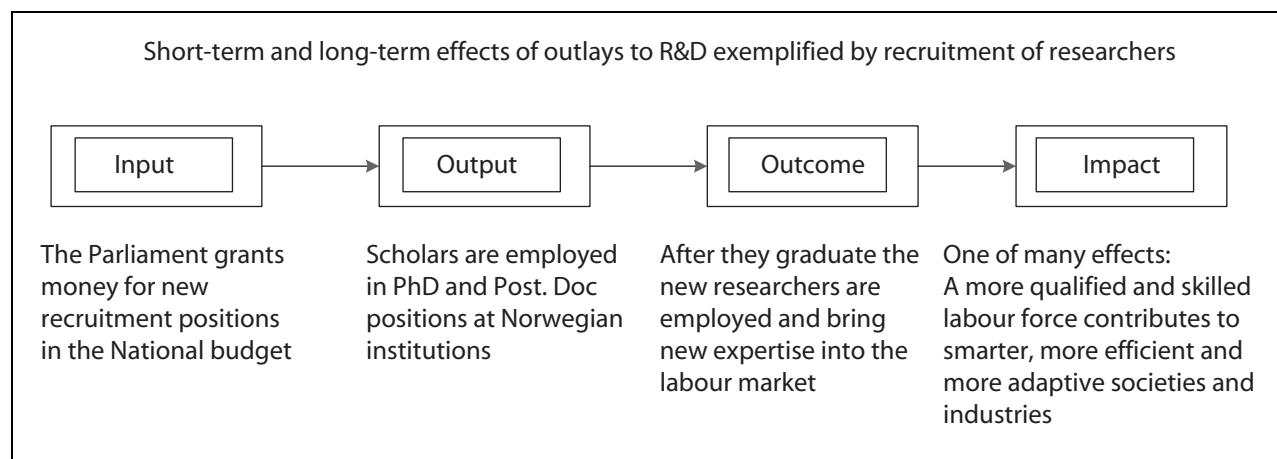 Short-term and long-term effects of outlays to R&D exemplified by recruitment of researchers
Input
Output
Outcome
Impact
The Parliament grants
money for new
recruitment positions
in the National budget
Scholars are employed
in PhD and Post. Doc
positions at Norwegian
institutions
After they graduate the
new researchers are
employed and bring
new expertise into the
labour market
One of many effects:
A more qualified and skilled
labour force contributes to
smarter, more efficient and
more adaptive societies and
industries